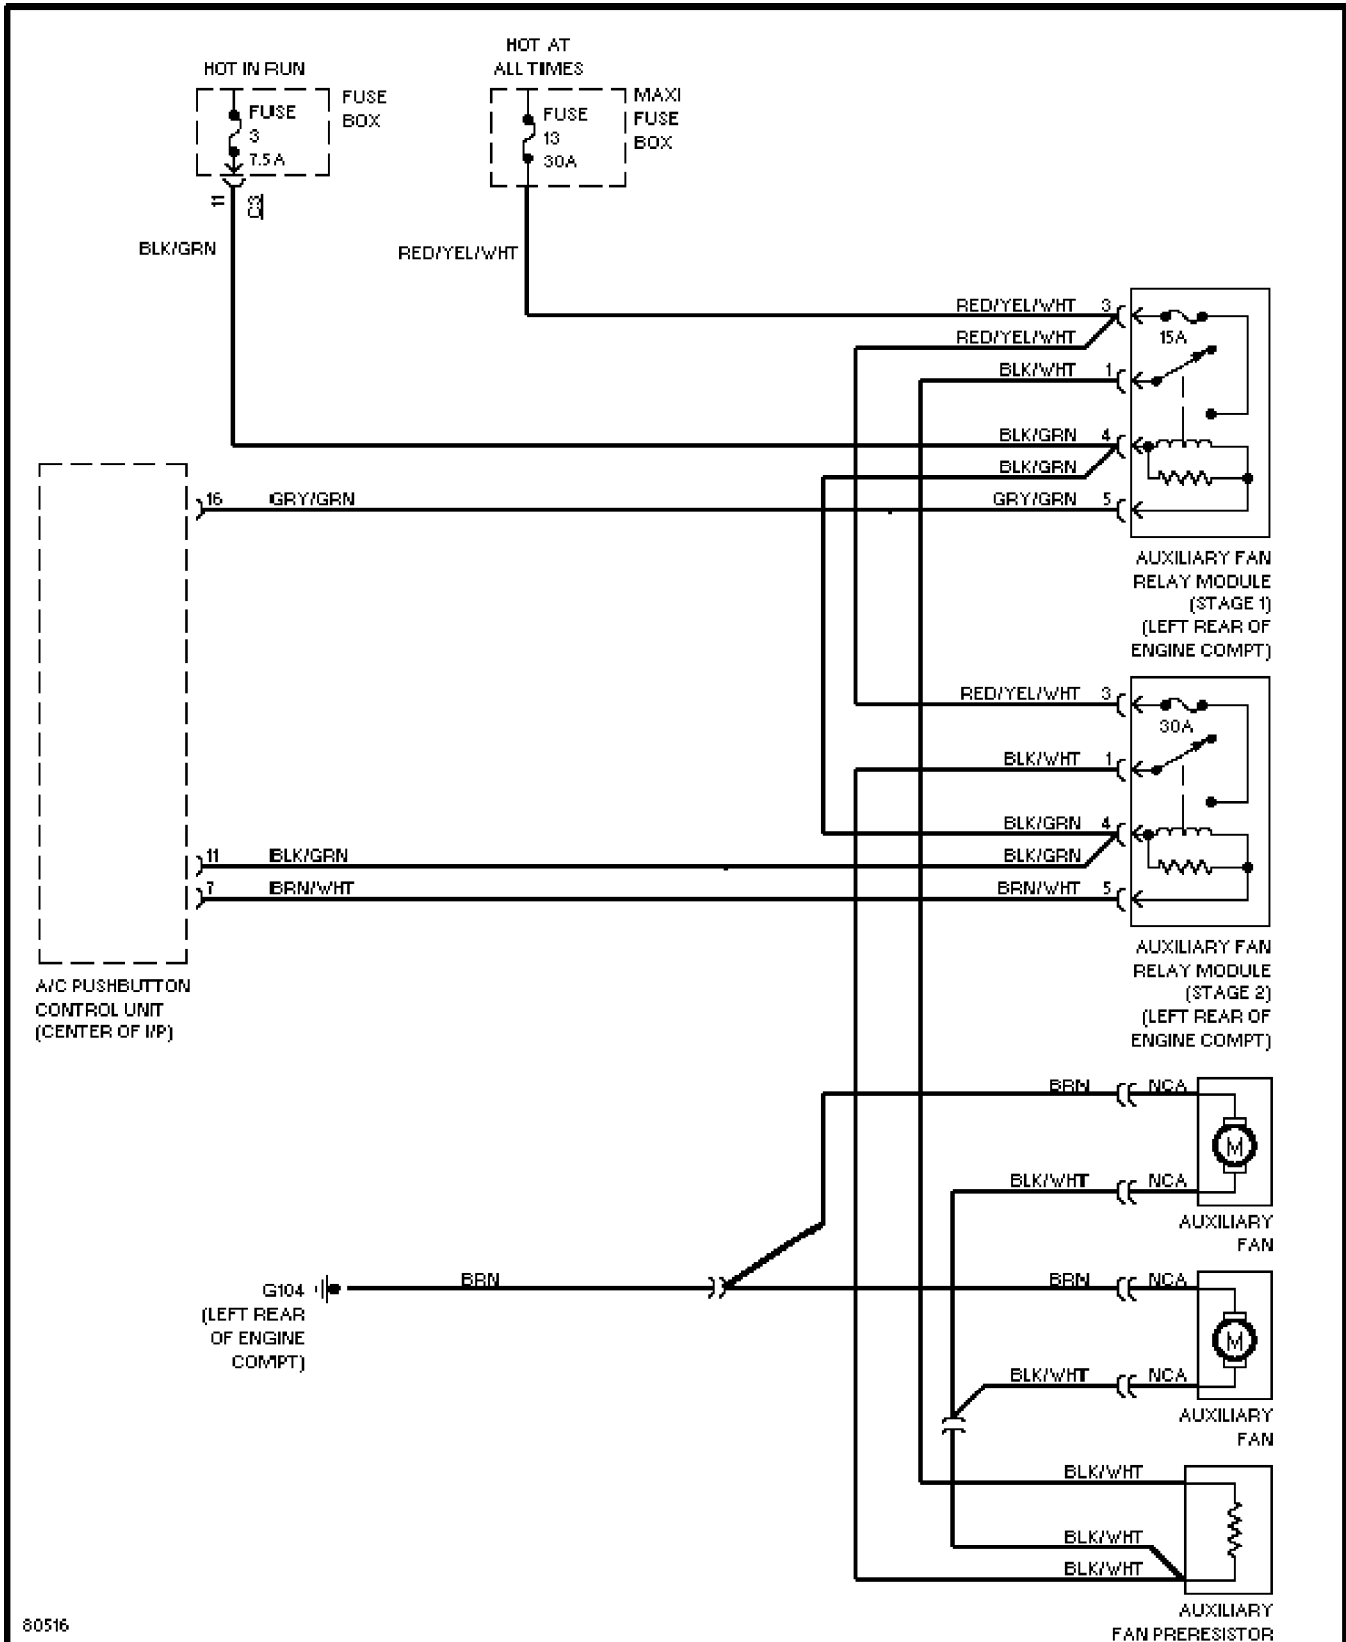 HOT IN RUN
FUSE
3
7.5A
FUSE
BOX
11
C3
BLK/GRN
HOT AT
ALL TIMES
FUSE
13
30A
MAXI
FUSE
BOX
RED/YEL/WHT
RED/YEL/WHT 3
RED/YEL/WHT
BLK/WHT 1
BLK/GRN 4
BLK/GRN
GRY/GRN 5
15A
AUXILIARY FAN
RELAY MODULE
(STAGE 1)
(LEFT REAR OF
ENGINE COMPT)
16 GRY/GRN
RED/YEL/WHT 3
BLK/WHT 1
BLK/GRN 4
BLK/GRN
BRN/WHT 5
30A
AUXILIARY FAN
RELAY MODULE
(STAGE 2)
(LEFT REAR OF
ENGINE COMPT)
11 BLK/GRN
7 BRN/WHT
A/C PUSHBUTTON
CONTROL UNIT
(CENTER OF I/P)
BRN NCA
M
BLK/WHT NCA
AUXILIARY
FAN
G104
(LEFT REAR
OF ENGINE
COMPT)
BRN
BRN NCA
M
BLK/WHT NCA
AUXILIARY
FAN
BLK/WHT
BLK/WHT
BLK/WHT
AUXILIARY
FAN PRERESISTOR
80516